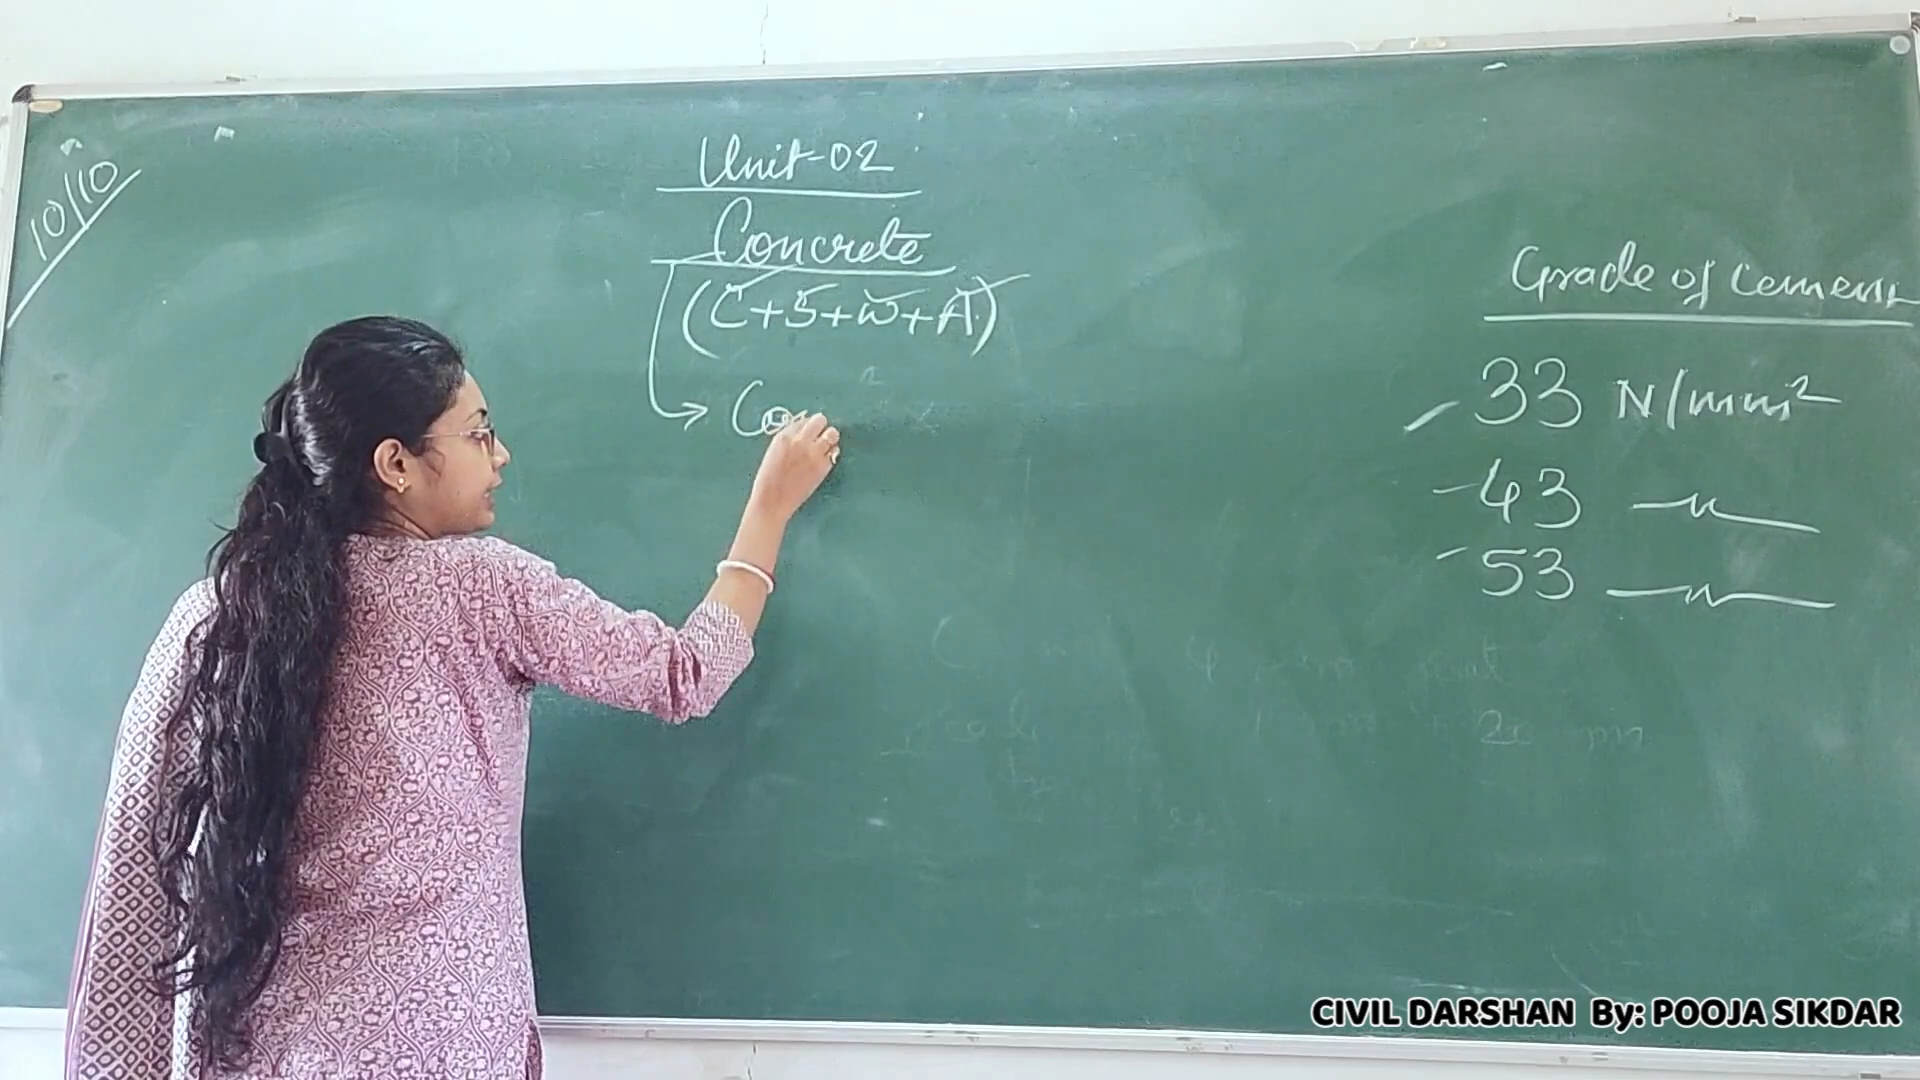 10/10
Unit-02
Concrete
(C+S+W+A)
→ Con
Grade of Cement
33 N/mm²
43 —〃—
53 —〃—
CIVIL DARSHAN By: POOJA SIKDAR